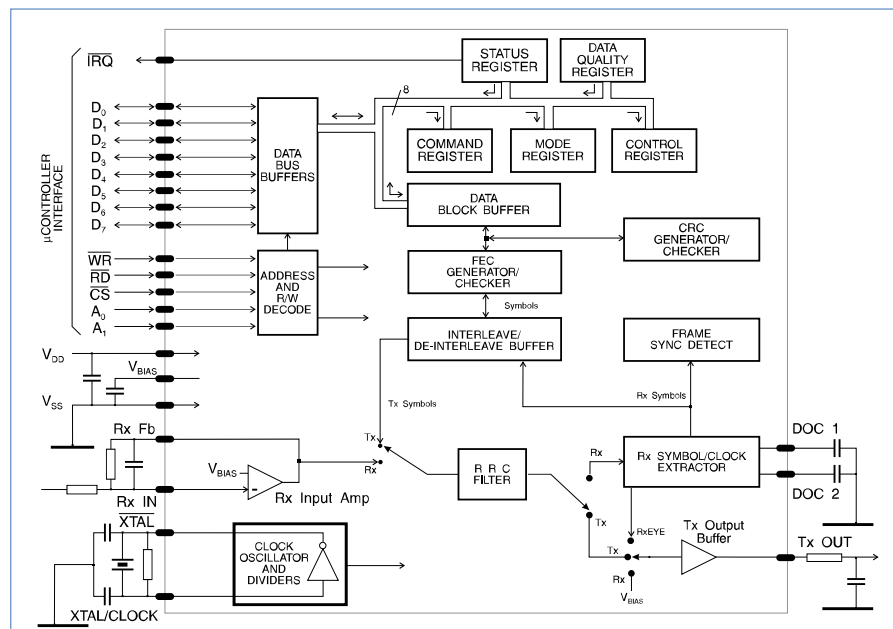 IRQ
STATUS
REGISTER
DATA
QUALITY
REGISTER
8
µCONTROLLER
INTERFACE
D0
D1
D2
D3
D4
D5
D6
D7
DATA
BUS
BUFFERS
COMMAND
REGISTER
MODE
REGISTER
CONTROL
REGISTER
DATA
BLOCK BUFFER
CRC
GENERATOR/
CHECKER
WR
RD
CS
A0
A1
ADDRESS
AND
R/W
DECODE
FEC
GENERATOR/
CHECKER
Symbols
INTERLEAVE/
DE-INTERLEAVE BUFFER
FRAME
SYNC DETECT
VDD
VBIAS
VSS
Tx Symbols
Rx Symbols
Rx Fb
Tx
Rx
VBIAS
-
Rx Input Amp
Rx IN
R R C
FILTER
Rx
Tx
Rx SYMBOL/CLOCK
EXTRACTOR
DOC 1
DOC 2
XTAL
CLOCK
OSCILLATOR
AND
DIVIDERS
XTAL/CLOCK
RxEYE
Tx
Rx
VBIAS
Tx Output
Buffer
Tx OUT